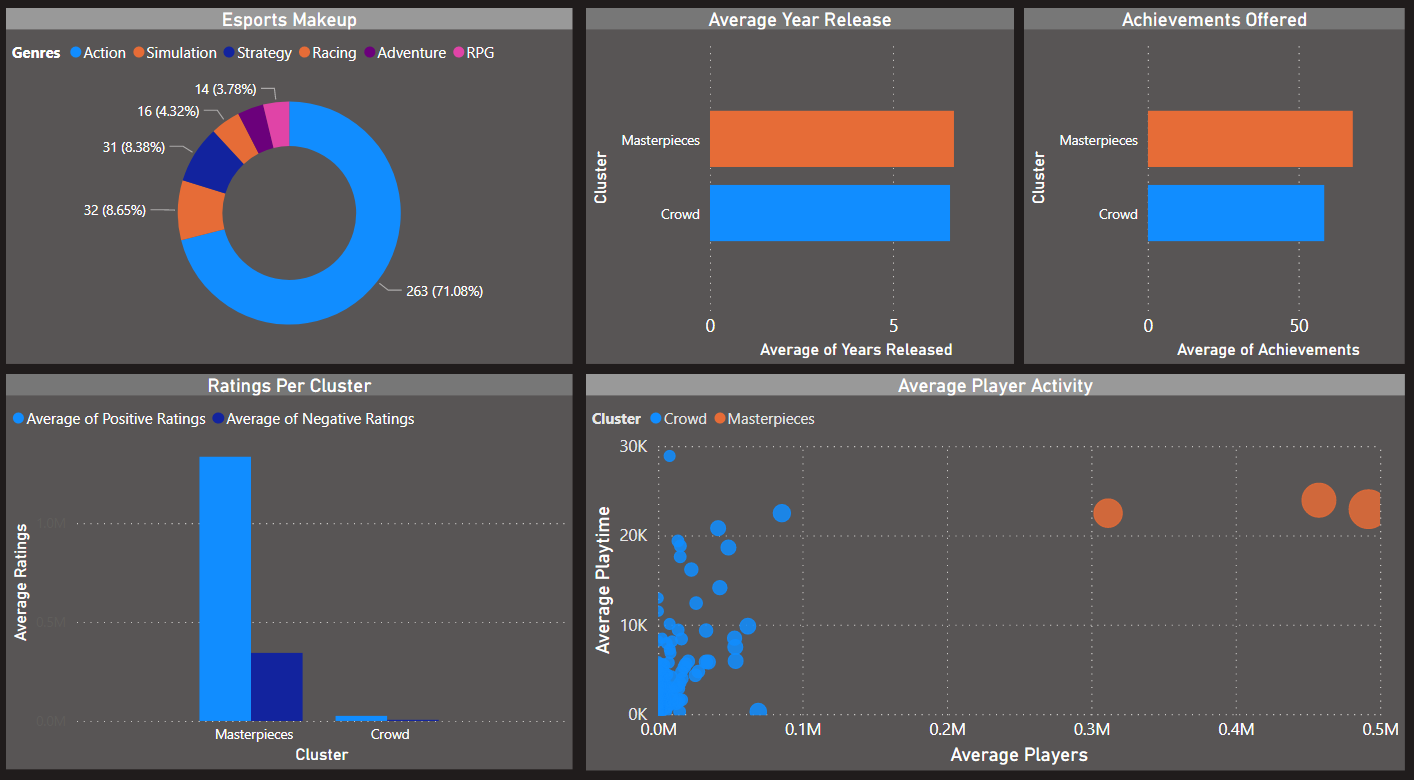 Esports Makeup
Genres Action Simulation Strategy Racing Adventure RPG
14 (3.78%)
16 (4.32%)
31 (8.38%)
32 (8.65%)
263 (71.08%)
Average Year Release
Cluster
Masterpieces
Crowd
0 5
Average of Years Released
Achievements Offered
Cluster
Masterpieces
Crowd
0 50
Average of Achievements
Ratings Per Cluster
Average of Positive Ratings Average of Negative Ratings
Average Ratings
1.0M
0.5M
0.0M
Masterpieces Crowd
Cluster
Average Player Activity
Cluster Crowd Masterpieces
Average Playtime
30K
20K
10K
0K
0.0M 0.1M 0.2M 0.3M 0.4M 0.5M
Average Players